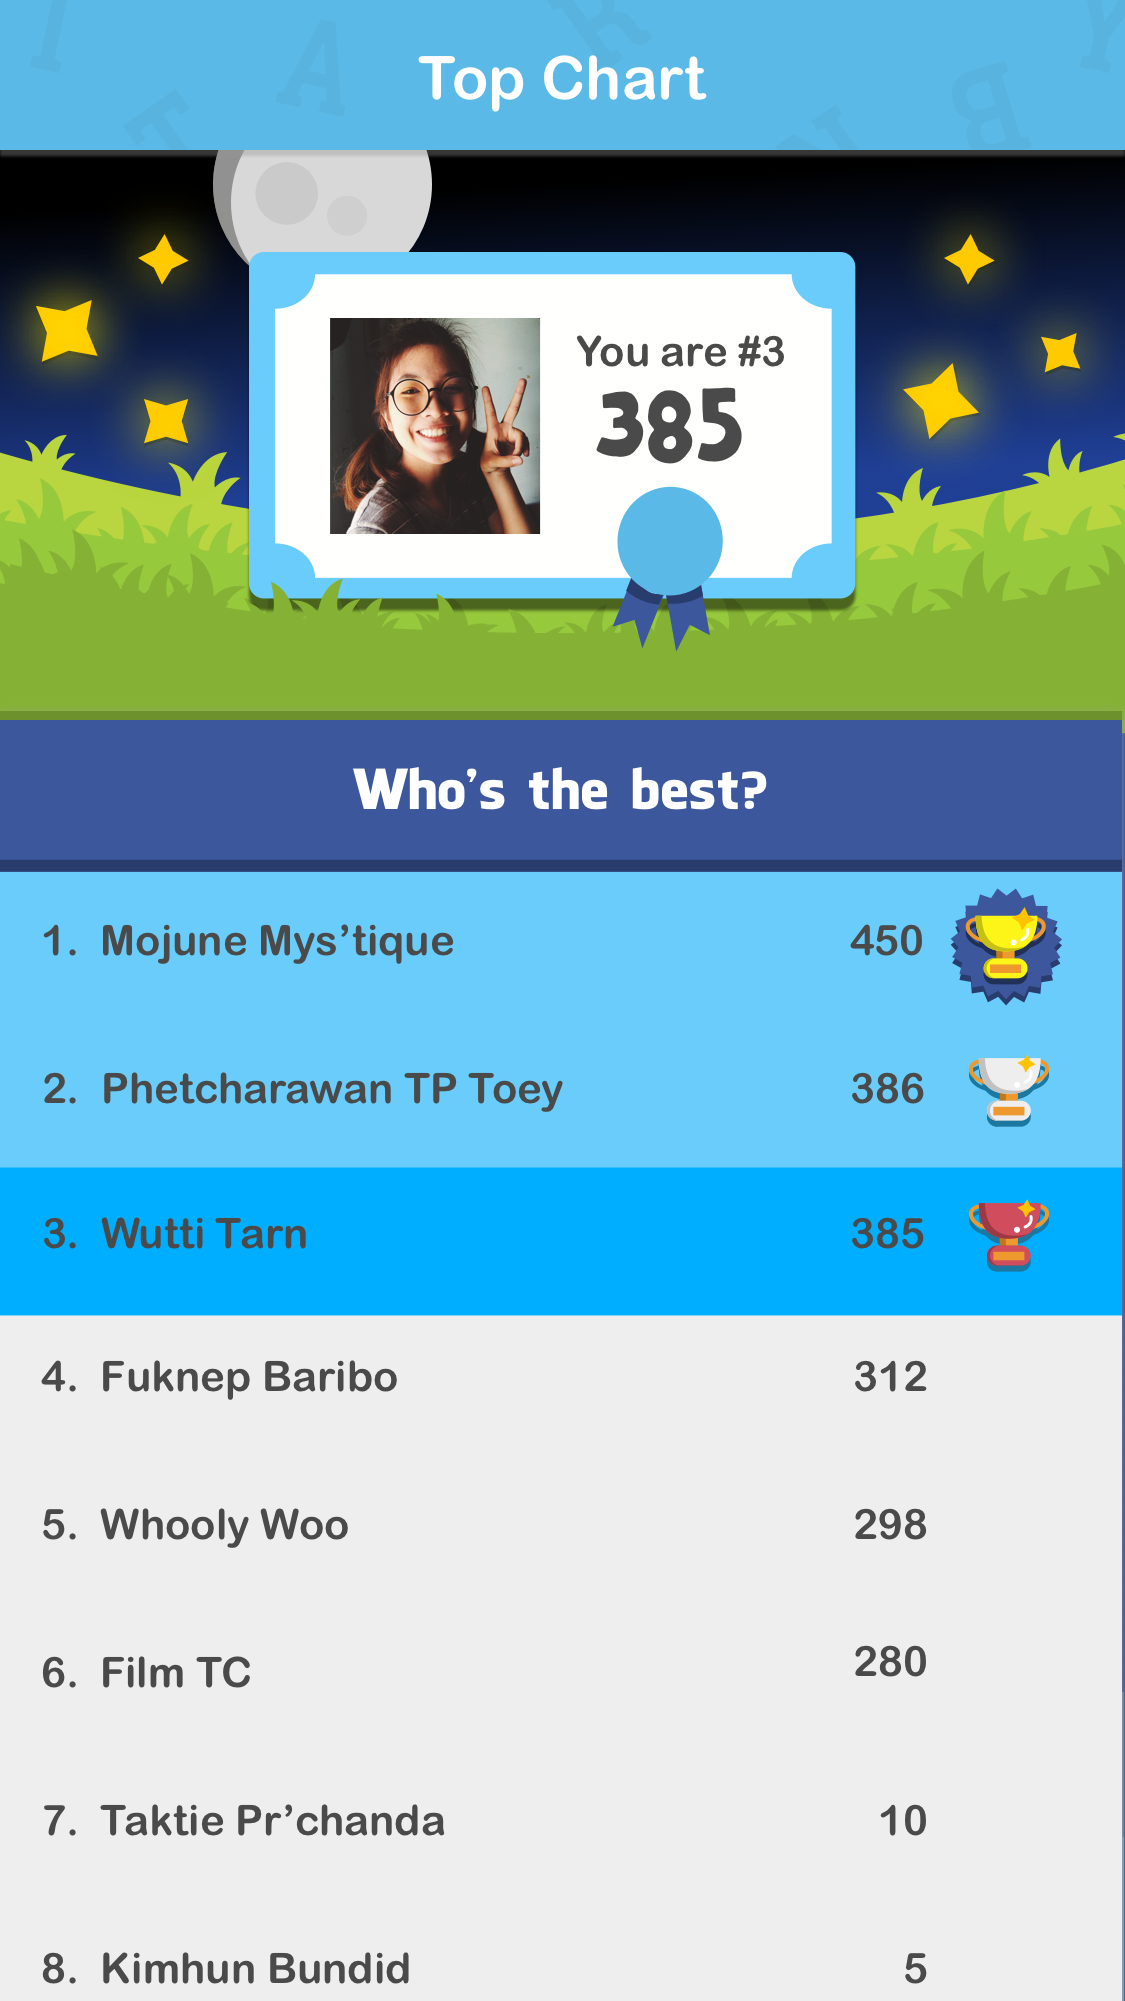 Top Chart
You are #3
385
Who’s the best?
1. Mojune Mys’tique 450
2. Phetcharawan TP Toey 386
3. Wutti Tarn 385
4. Fuknep Baribo 312
5. Whooly Woo 298
6. Film TC 280
7. Taktie Pr’chanda 10
8. Kimhun Bundid 5